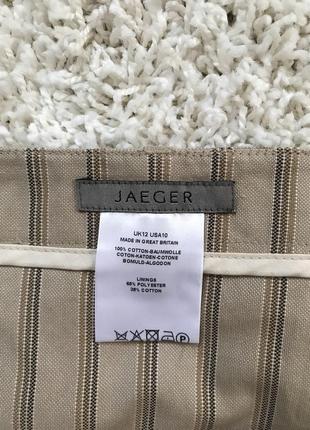 JAEGER
UK12 USA10
MADE IN GREAT BRITAIN
100% COTTON-BAUMWOLLE
COTON-KATOEN-COTONE
BOMULD-ALGODON
LININGS
65% POLYESTER
35% COTTON
P